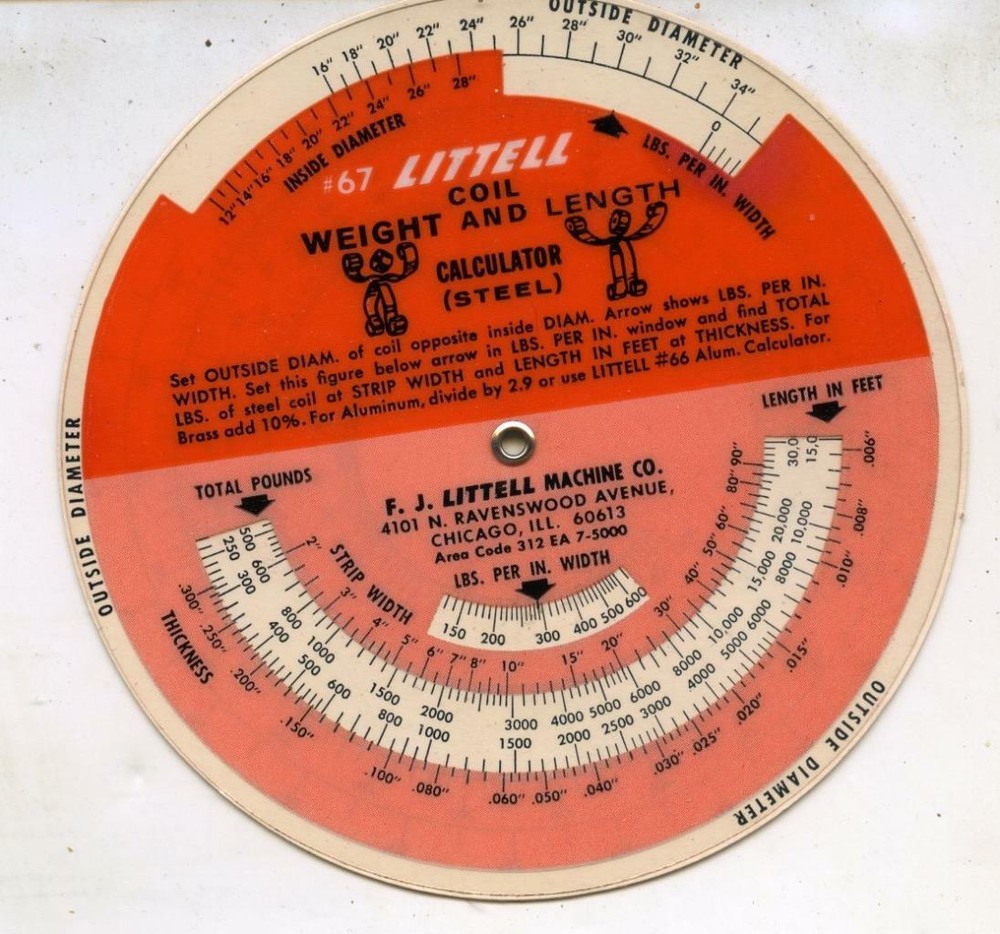 OUTSIDE DIAMETER
16" 18" 20" 22" 24" 26" 28" 30" 32" 34"
12" 14" 16" 18" 20" 22" 24" 26" 28"
INSIDE DIAMETER
0
LBS. PER IN. WIDTH
#67 LITTELL
COIL
WEIGHT AND LENGTH
CALCULATOR
(STEEL)
Set OUTSIDE DIAM. of coil opposite inside DIAM. Arrow shows LBS. PER IN.
WIDTH. Set this figure below arrow in LBS. PER IN. window and find TOTAL
LBS. of steel coil at STRIP WIDTH and LENGTH IN FEET at THICKNESS. For
Brass add 10%. For Aluminum, divide by 2.9 or use LITTELL #66 Alum. Calculator.
OUTSIDE DIAMETER
TOTAL POUNDS
LENGTH IN FEET
F. J. LITTELL MACHINE CO.
4101 N. RAVENSWOOD AVENUE,
CHICAGO, ILL. 60613
Area Code 312 EA 7-5000
LBS. PER IN. WIDTH
150 200 300 400 500 600
STRIP WIDTH
2" 3" 4" 5" 6" 7" 8" 10" 15" 20" 30" 40" 50" 60" 80" 90"
500 600 800 1000 1500 2000 3000 4000 5000 6000 8000 10,000 15,000 20,000 30,0
250 300 400 500 600 800 1000 1500 2000 2500 3000 4000 5000 6000 8000 10,000 15,0
THICKNESS
.300" .250" .200" .150" .100" .080" .060" .050" .040" .030" .025" .020" .015" .010" .008" .006"
OUTSIDE DIAMETER